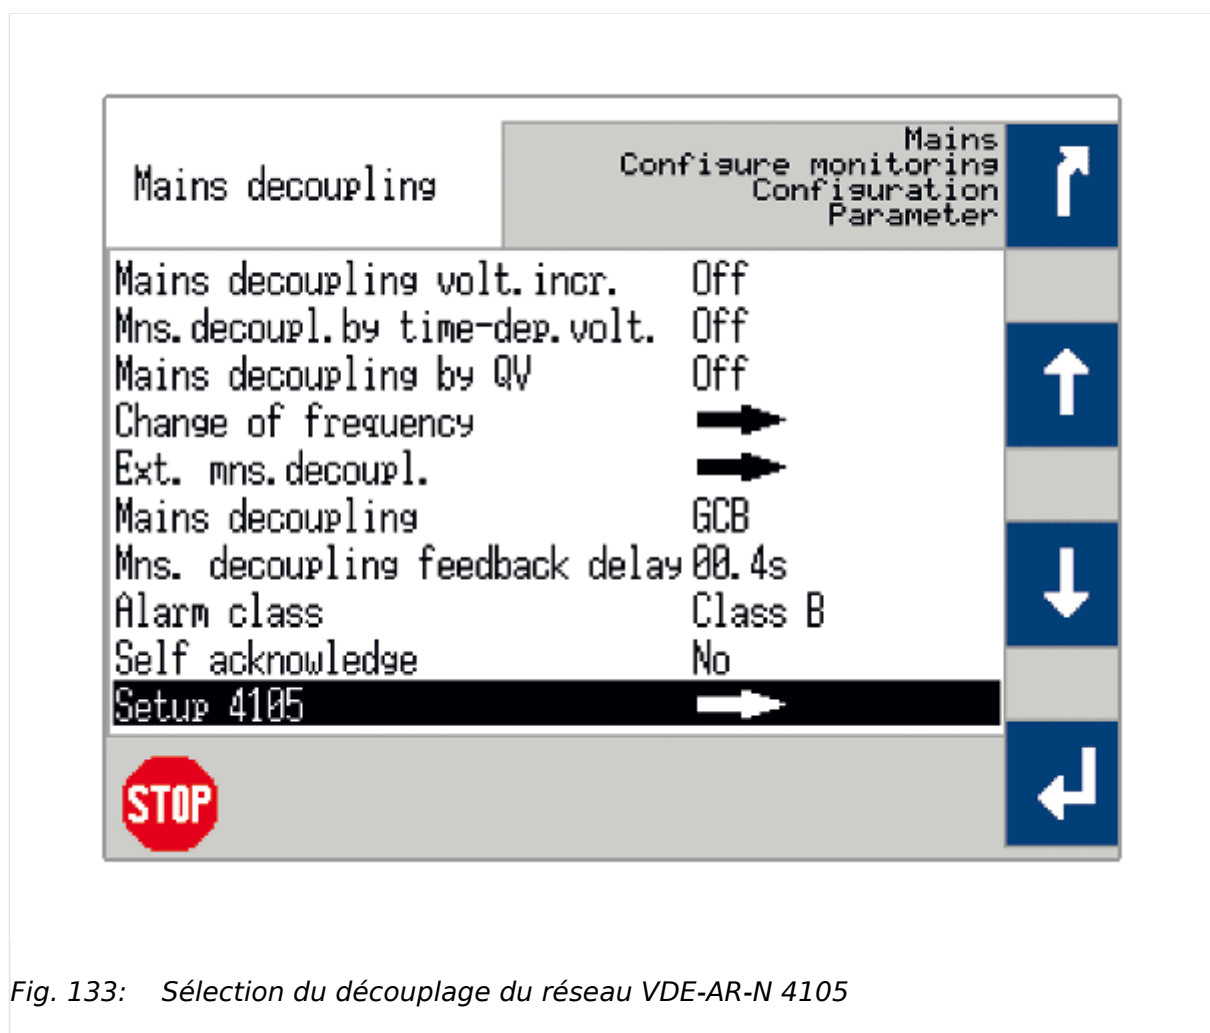 Mains decoupling
Mains
Configure monitoring
Configuration
Parameter
Mains decoupling volt.incr. Off
Mns.decoupl.by time-dep.volt. Off
Mains decoupling by QV Off
Change of frequency
Ext. mns.decoupl.
Mains decoupling GCB
Mns. decoupling feedback delay 00.4s
Alarm class Class B
Self acknowledge No
Setup 4105
STOP
Fig. 133: Sélection du découplage du réseau VDE-AR-N 4105